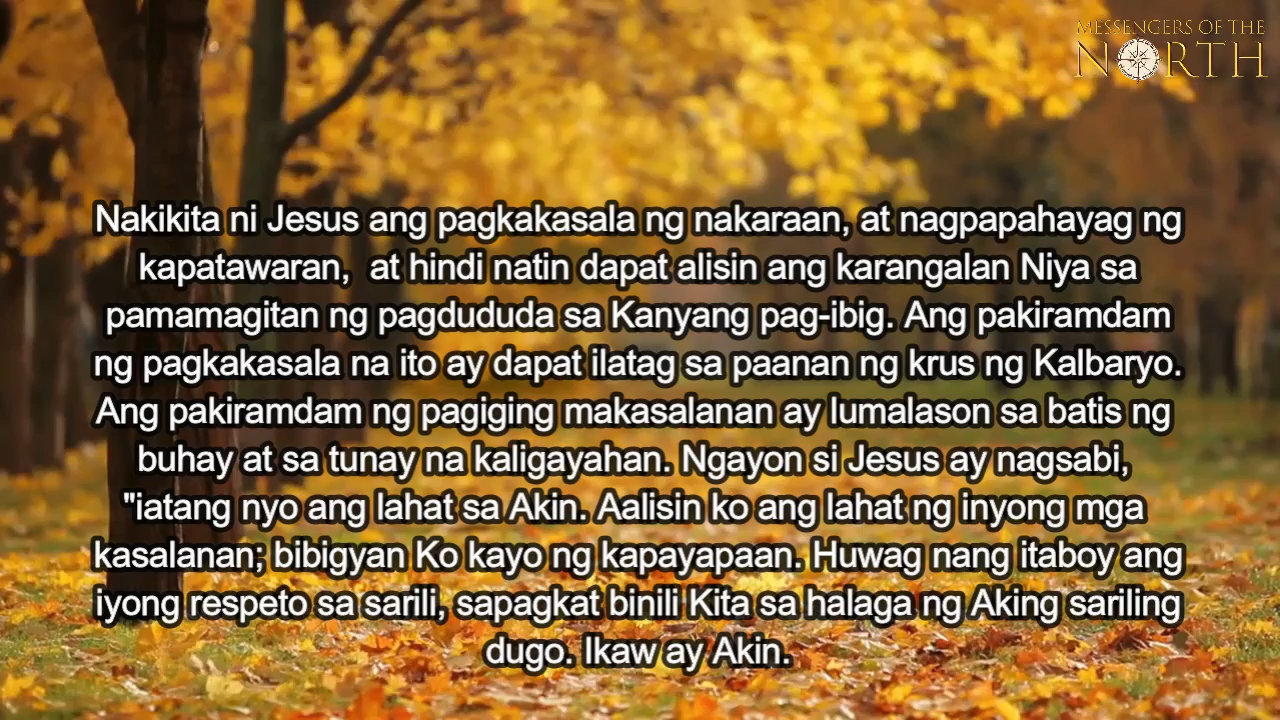 MESSENGERS OF THE
NORTH
Nakikita ni Jesus ang pagkakasala ng nakaraan, at nagpapahayag ng
kapatawaran,  at hindi natin dapat alisin ang karangalan Niya sa
pamamagitan ng pagdududa sa Kanyang pag-ibig. Ang pakiramdam
ng pagkakasala na ito ay dapat ilatag sa paanan ng krus ng Kalbaryo.
Ang pakiramdam ng pagiging makasalanan ay lumalason sa batis ng
buhay at sa tunay na kaligayahan. Ngayon si Jesus ay nagsabi,
"iatang nyo ang lahat sa Akin. Aalisin ko ang lahat ng inyong mga
kasalanan; bibigyan Ko kayo ng kapayapaan. Huwag nang itaboy ang
iyong respeto sa sarili, sapagkat binili Kita sa halaga ng Aking sariling
dugo. Ikaw ay Akin.